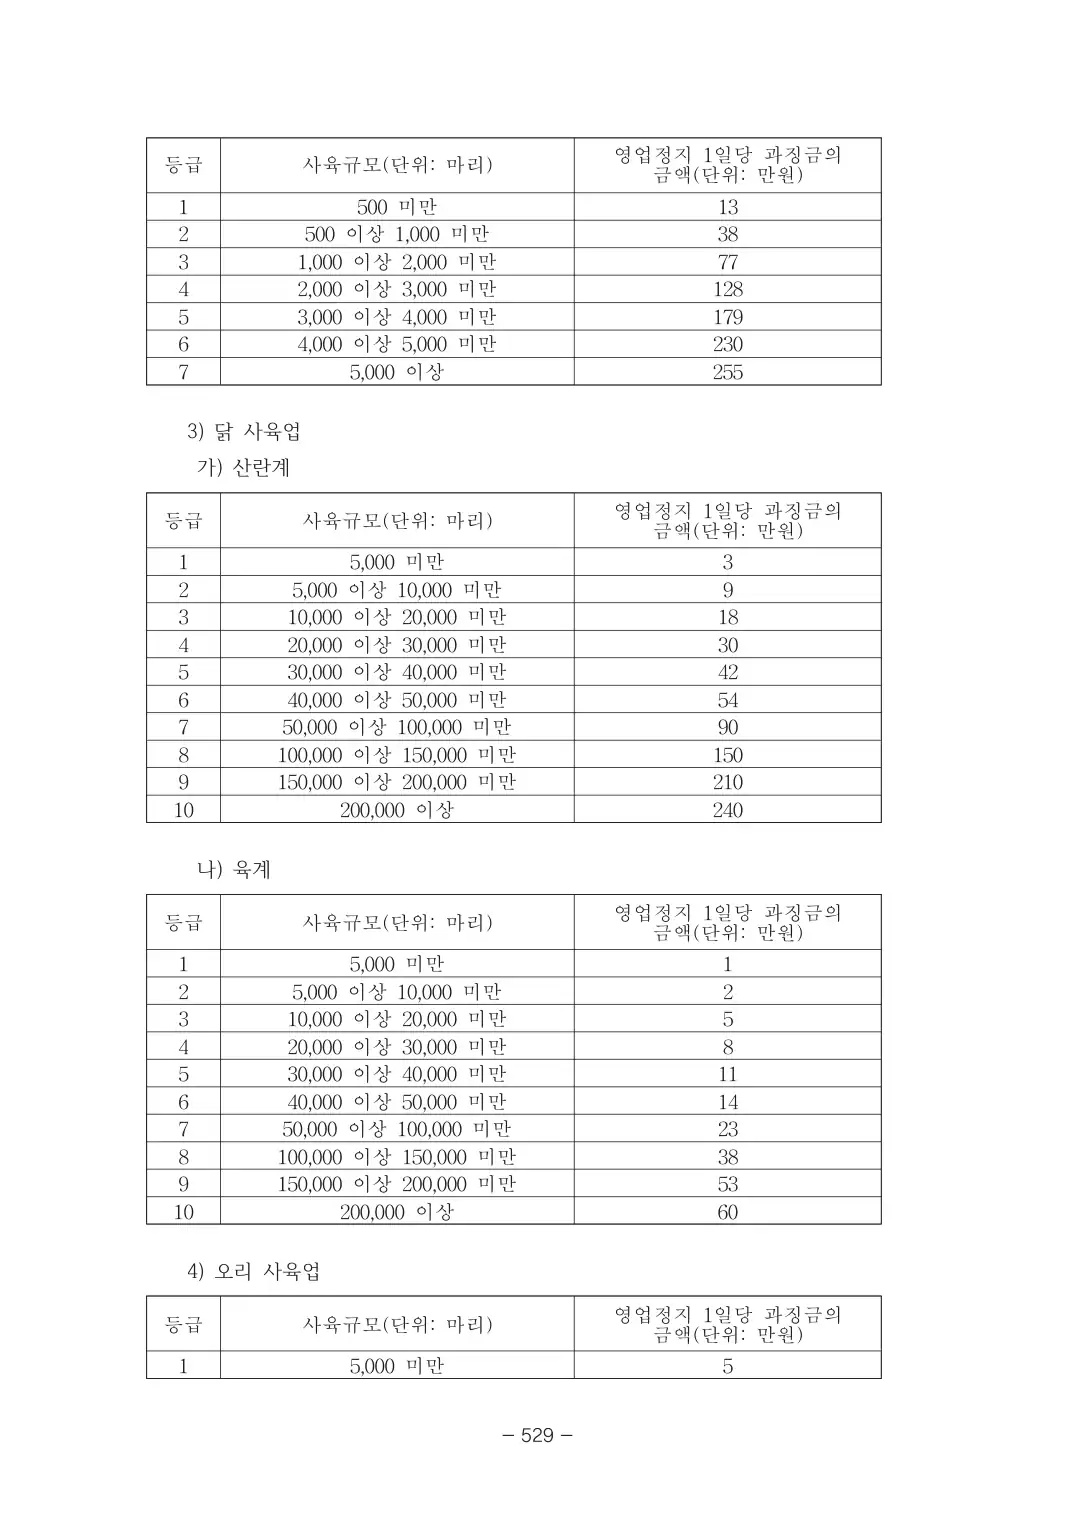 등급 사육규모(단위: 마리) 영업정지 1일당 과징금의
금액(단위: 만원)
1 500 미만 13
2 500 이상 1,000 미만 38
3 1,000 이상 2,000 미만 77
4 2,000 이상 3,000 미만 128
5 3,000 이상 4,000 미만 179
6 4,000 이상 5,000 미만 230
7 5,000 이상 255
3) 닭 사육업
가) 산란계
등급 사육규모(단위: 마리) 영업정지 1일당 과징금의
금액(단위: 만원)
1 5,000 미만 3
2 5,000 이상 10,000 미만 9
3 10,000 이상 20,000 미만 18
4 20,000 이상 30,000 미만 30
5 30,000 이상 40,000 미만 42
6 40,000 이상 50,000 미만 54
7 50,000 이상 100,000 미만 90
8 100,000 이상 150,000 미만 150
9 150,000 이상 200,000 미만 210
10 200,000 이상 240
나) 육계
등급 사육규모(단위: 마리) 영업정지 1일당 과징금의
금액(단위: 만원)
1 5,000 미만 1
2 5,000 이상 10,000 미만 2
3 10,000 이상 20,000 미만 5
4 20,000 이상 30,000 미만 8
5 30,000 이상 40,000 미만 11
6 40,000 이상 50,000 미만 14
7 50,000 이상 100,000 미만 23
8 100,000 이상 150,000 미만 38
9 150,000 이상 200,000 미만 53
10 200,000 이상 60
4) 오리 사육업
등급 사육규모(단위: 마리) 영업정지 1일당 과징금의
금액(단위: 만원)
1 5,000 미만 5
- 529 -